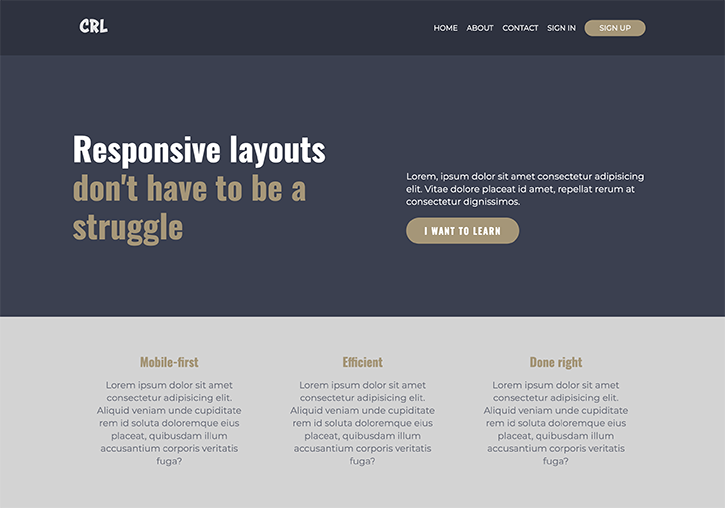 CRL
HOME ABOUT CONTACT SIGN IN SIGN UP
Responsive layouts
don't have to be a
struggle
Lorem, ipsum dolor sit amet consectetur adipisicing
elit. Vitae dolore placeat id amet, repellat rerum at
consectetur dignissimos.
I WANT TO LEARN
Mobile-first
Lorem ipsum dolor sit amet
consectetur adipisicing elit.
Aliquid veniam unde cupiditate
rem id soluta doloremque eius
placeat, quibusdam illum
accusantium corporis veritatis
fuga?
Efficient
Lorem ipsum dolor sit amet
consectetur adipisicing elit.
Aliquid veniam unde cupiditate
rem id soluta doloremque eius
placeat, quibusdam illum
accusantium corporis veritatis
fuga?
Done right
Lorem ipsum dolor sit amet
consectetur adipisicing elit.
Aliquid veniam unde cupiditate
rem id soluta doloremque eius
placeat, quibusdam illum
accusantium corporis veritatis
fuga?